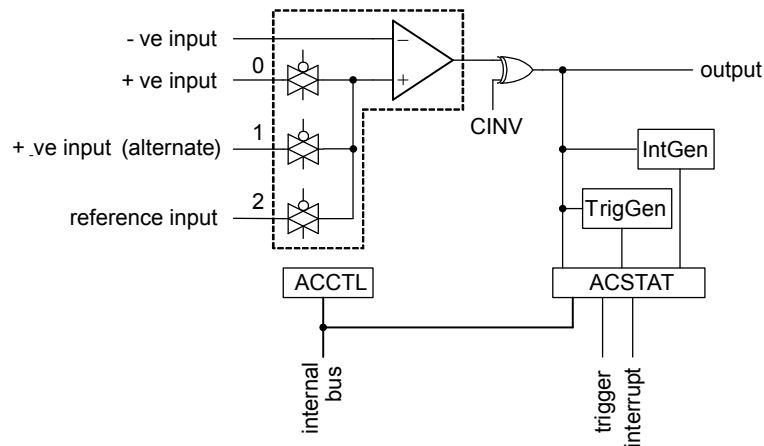 - ve input
+ ve input
0
+ ve input (alternate)
1
reference input
2
−
+
CINV
output
IntGen
TrigGen
ACCTL
ACSTAT
internal
bus
trigger
interrupt